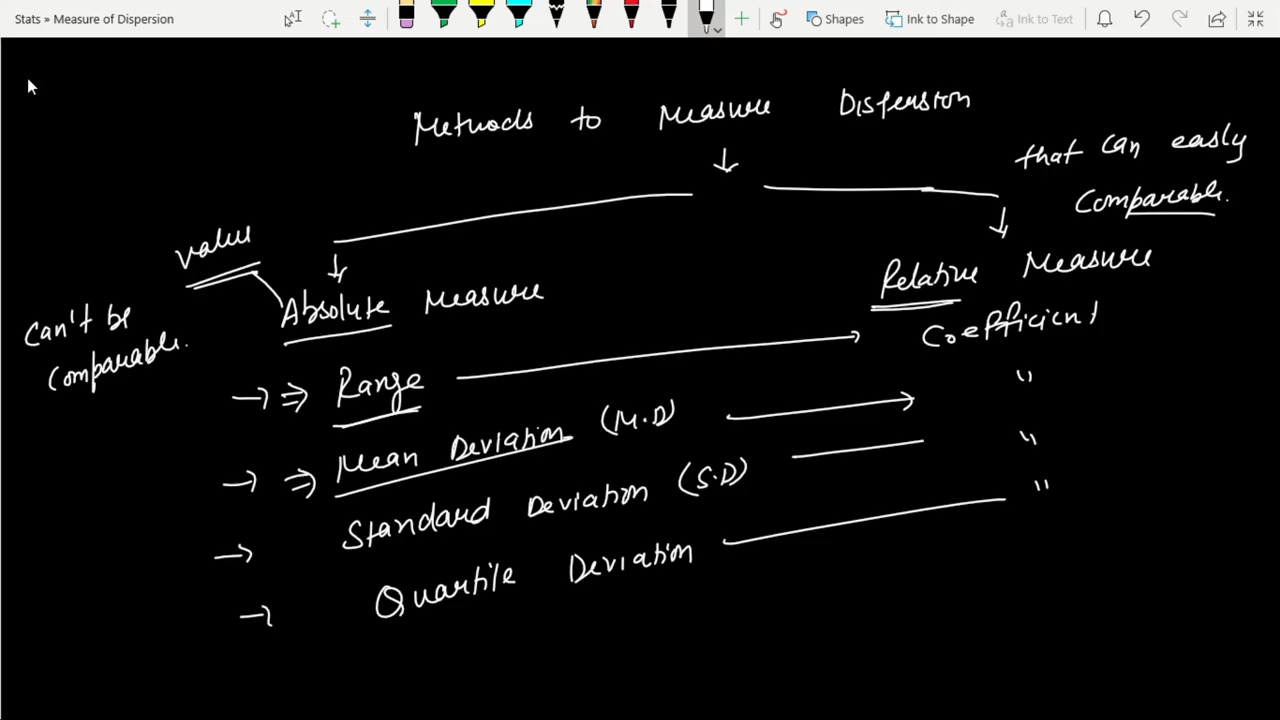 Stats » Measure of Dispersion
Shapes
Ink to Shape
Ink to Text
Methods to Measure Dispersion
that can easily
Comparable.
value
Absolute Measure
Can't be
Comparable.
Relative Measure
→ ⇒ Range → Coefficient
→ ⇒ Mean Deviation (M.D) → "
→ Standard Deviation (S.D) — "
→ Quartile Deviation — "